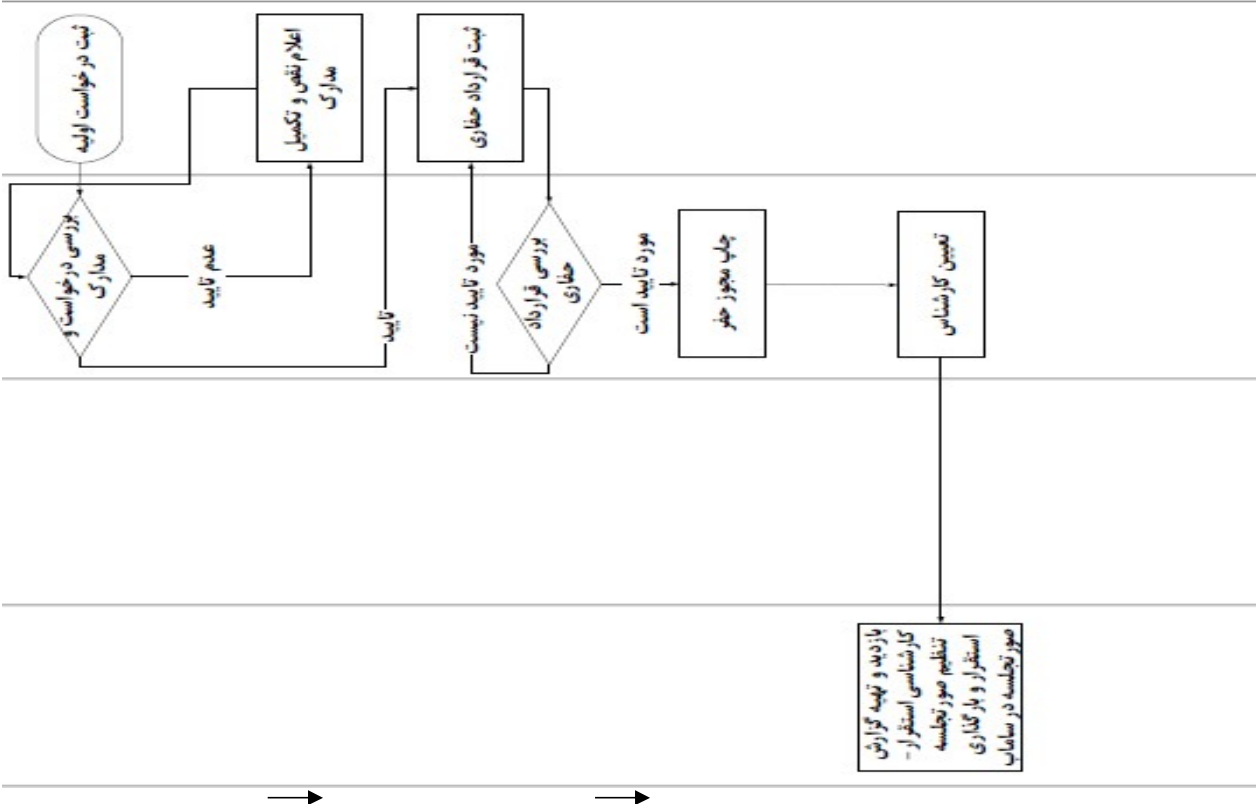 ثبت درخواست اولیه
اعلام نقص و تکمیل
مدارک
ثبت قرارداد حفاری
بررسی درخواست و
مدارک
عدم تایید
تایید
مورد تایید نیست
بررسی قرارداد
حفاری
مورد تایید است
چاپ مجوز حفر
تعیین کارشناس
بازدید و تهیه گزارش
کارشناسی استقرار-
تنظیم صورتجلسه
استقرار و بارگذاری
صورتجلسه در ساماب